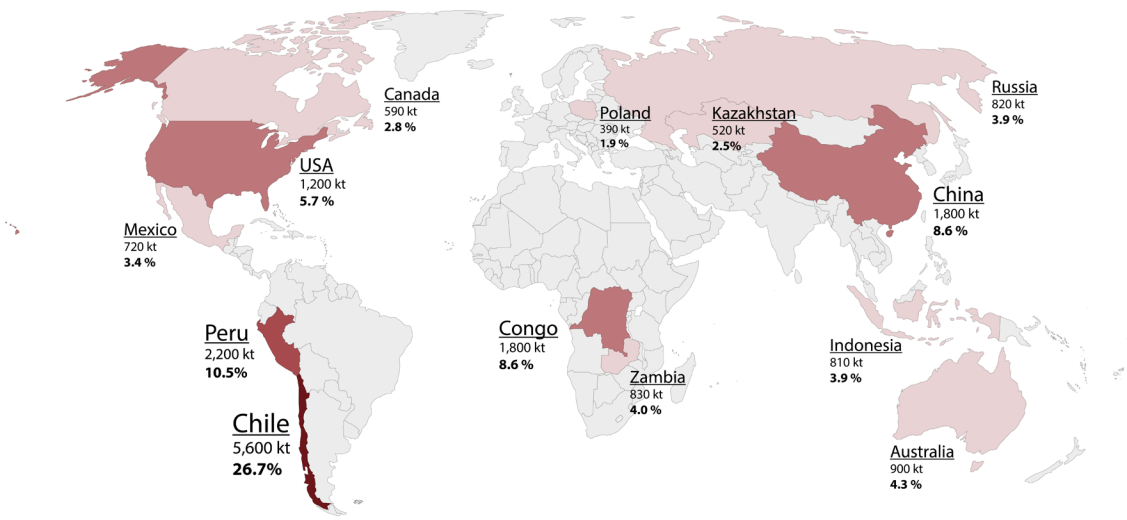 Canada
590 kt
2.8 %
USA
1,200 kt
5.7 %
Mexico
720 kt
3.4 %
Peru
2,200 kt
10.5%
Chile
5,600 kt
26.7%
Poland
390 kt
1.9 %
Kazakhstan
520 kt
2.5%
Russia
820 kt
3.9 %
China
1,800 kt
8.6 %
Congo
1,800 kt
8.6 %
Zambia
830 kt
4.0 %
Indonesia
810 kt
3.9 %
Australia
900 kt
4.3 %